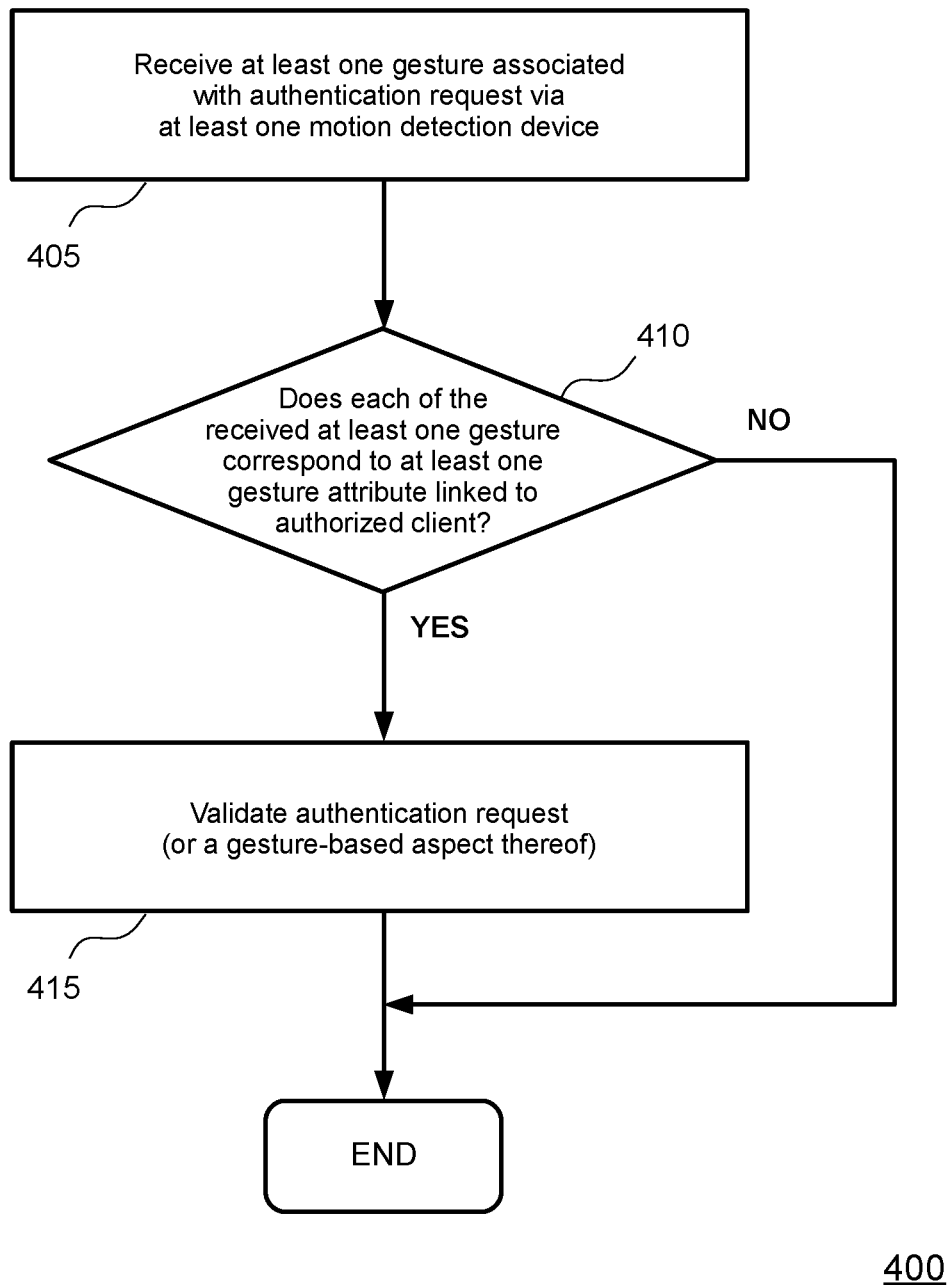 Receive at least one gesture associated
with authentication request via
at least one motion detection device
405
410
Does each of the
received at least one gesture
correspond to at least one
gesture attribute linked to
authorized client?
NO
YES
Validate authentication request
(or a gesture-based aspect thereof)
415
END
400